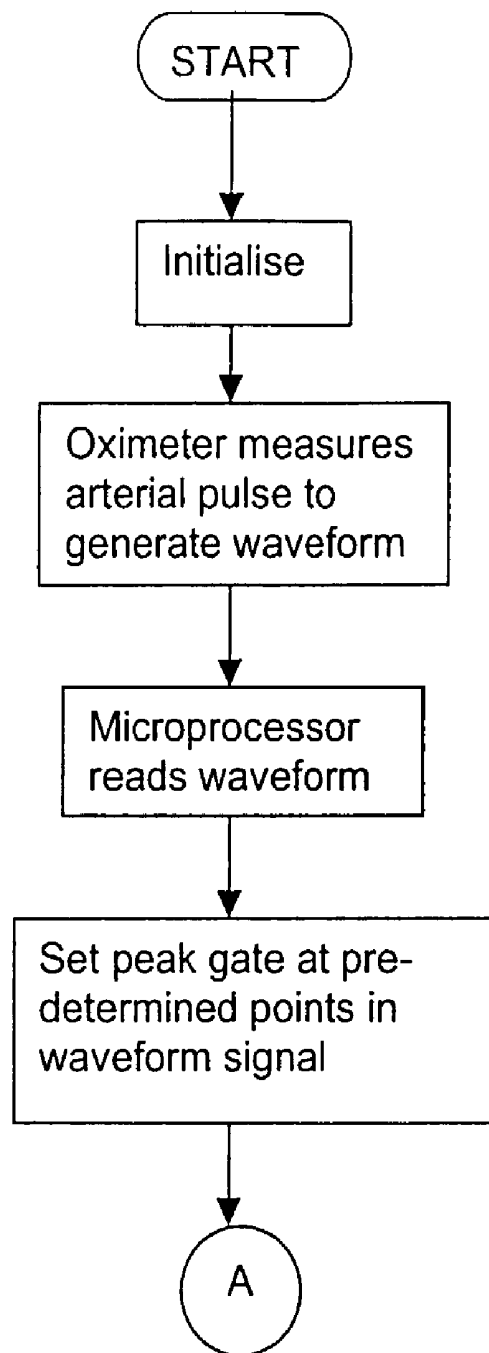 START
Initialise
Oximeter measures
arterial pulse to
generate waveform
Microprocessor
reads waveform
Set peak gate at pre-
determined points in
waveform signal
A